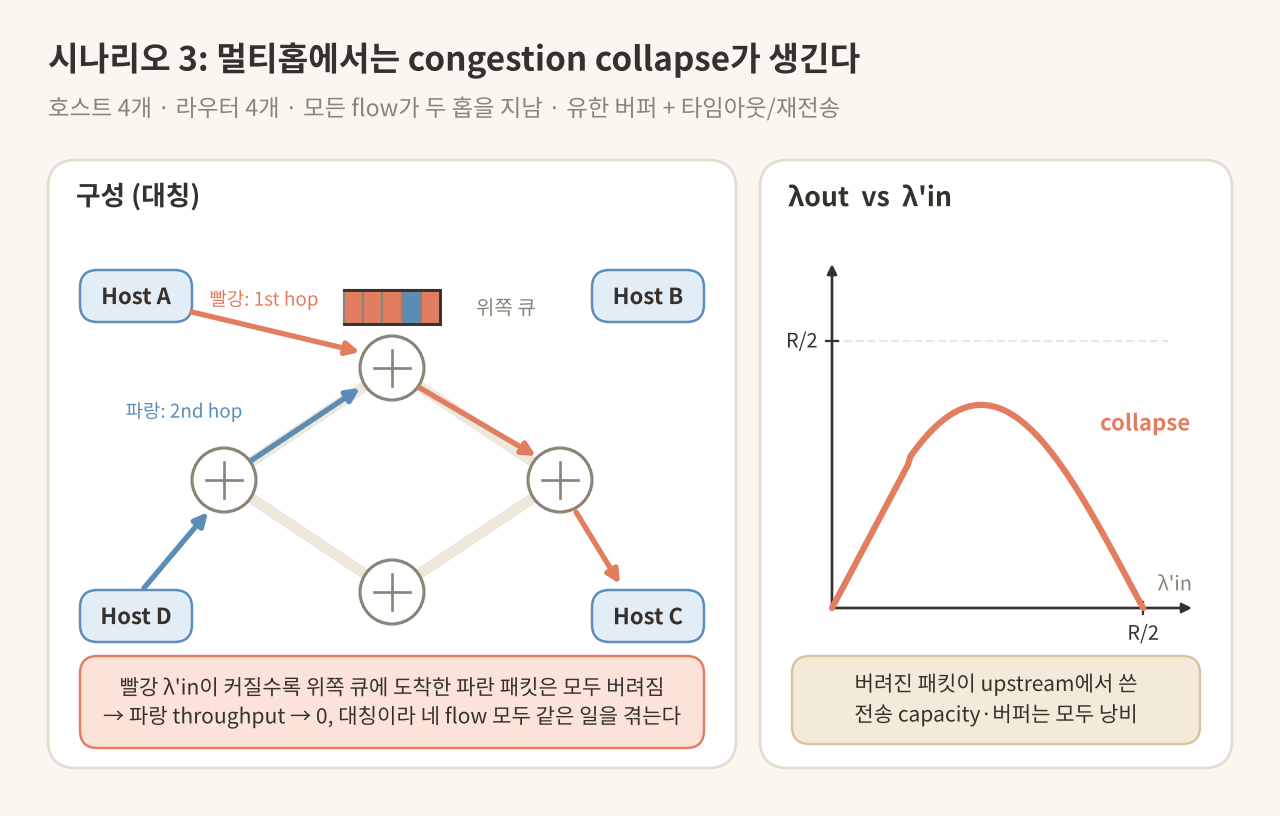 시나리오 3: 멀티홉에서는 congestion collapse가 생긴다
호스트 4개 · 라우터 4개 · 모든 flow가 두 홉을 지남 · 유한 버퍼 + 타임아웃/재전송
구성 (대칭)
Host A
빨강: 1st hop
위쪽 큐
Host B
파랑: 2nd hop
Host D
Host C
빨강 λ'in이 커질수록 위쪽 큐에 도착한 파란 패킷은 모두 버려짐
→ 파랑 throughput → 0, 대칭이라 네 flow 모두 같은 일을 겪는다
λout vs λ'in
R/2
collapse
λ'in
R/2
버려진 패킷이 upstream에서 쓴
전송 capacity·버퍼는 모두 낭비